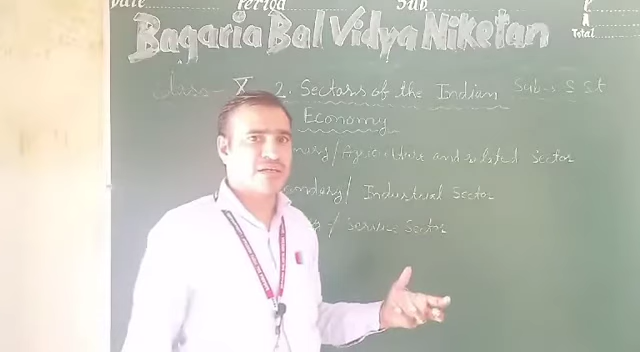 Date Period Sub.
P
A
Total
Bagaria Bal Vidya Niketan
Class - X 2. Sectors of the Indian Sub - S St
Economy
mary/Agriculture and related sector
ondary/ Industrial Sector
y / Service Sector